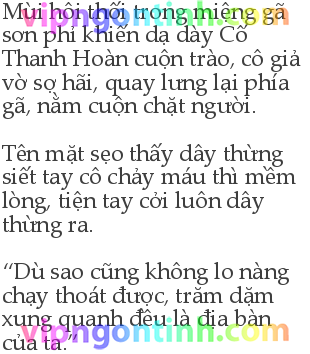 Mùi hôi thối trong miệng gã
sơn phỉ khiến dạ dày Cố
Thanh Hoàn cuộn trào, cô giả
vờ sợ hãi, quay lưng lại phía
gã, nằm cuộn chặt người.
Tên mặt sẹo thấy dây thừng
siết tay cô chảy máu thì mềm
lòng, tiện tay cởi luôn dây
thừng ra.
“Dù sao cũng không lo nàng
chạy thoát được, trăm dặm
xung quanh đều là địa bàn
vipngontinh.com
của ta.”